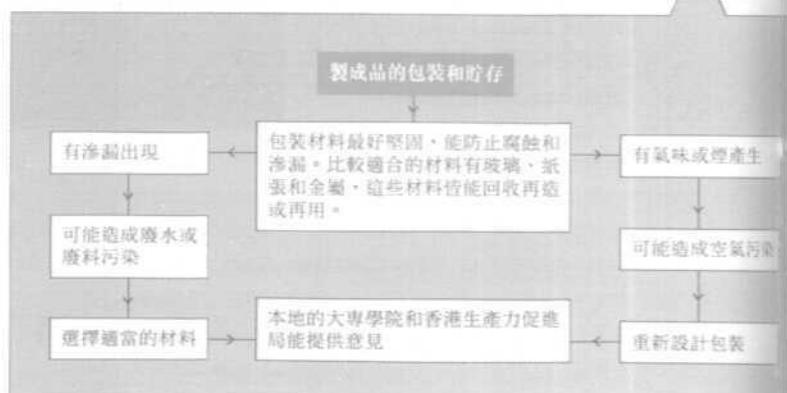 製成品的包裝和貯存
包裝材料最好堅固、能防止腐蝕和
滲漏。比較適合的材料有玻璃、紙
張和金屬,這些材料皆能回收再造
或再用。
有滲漏出現
可能造成廢水或
廢料污染
選擇適當的材料
有氣味或煙產生
可能造成空氣污染
重新設計包裝
本地的大專學院和香港生產力促進
局能提供意見